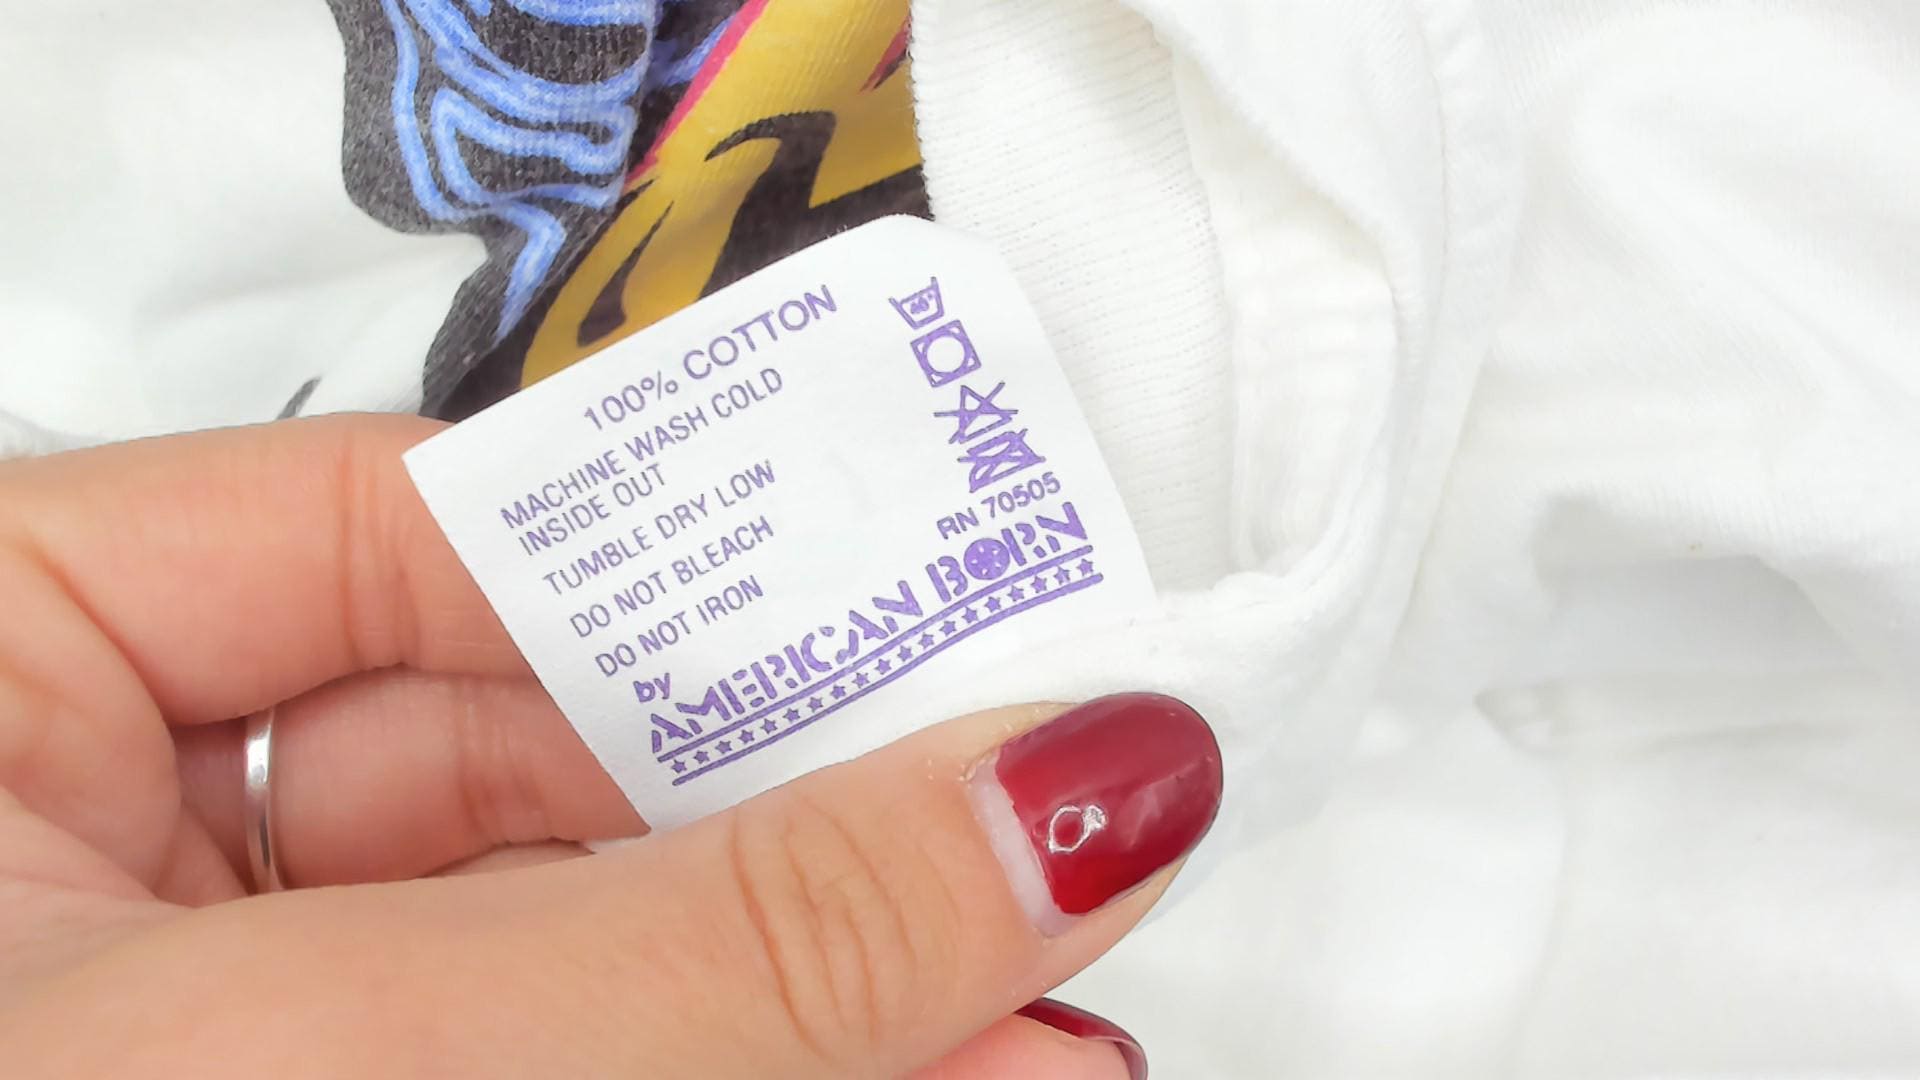 100% COTTON
MACHINE WASH COLD
INSIDE OUT
TUMBLE DRY LOW
DO NOT BLEACH
DO NOT IRON
by
AMERICAN BORN
40°
RN 70505